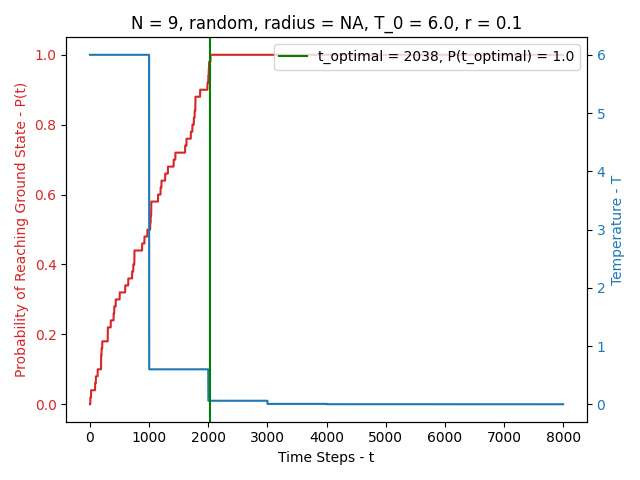 N = 9, random, radius = NA, T_0 = 6.0, r = 0.1
t_optimal = 2038, P(t_optimal) = 1.0
Probability of Reaching Ground State - P(t)
1.0
0.8
0.6
0.4
0.2
0.0
6
5
4
3
2
1
0
Temperature - T
0 1000 2000 3000 4000 5000 6000 7000 8000
Time Steps - t